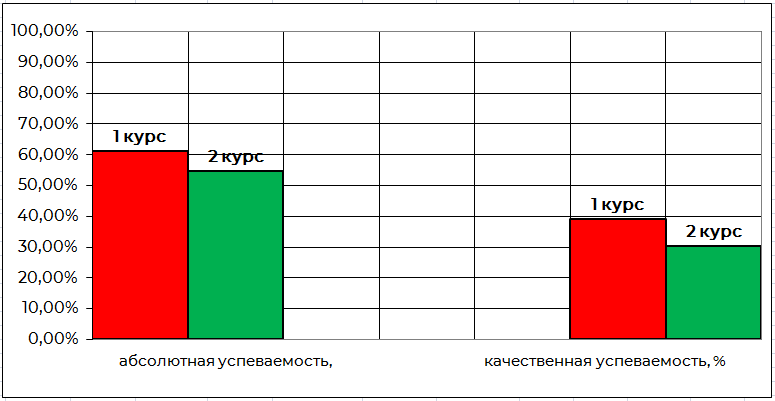 100,00%
90,00%
80,00%
70,00%
60,00%
50,00%
40,00%
30,00%
20,00%
10,00%
0,00%
1 курс
2 курс
1 курс
2 курс
абсолютная успеваемость,
качественная успеваемость, %